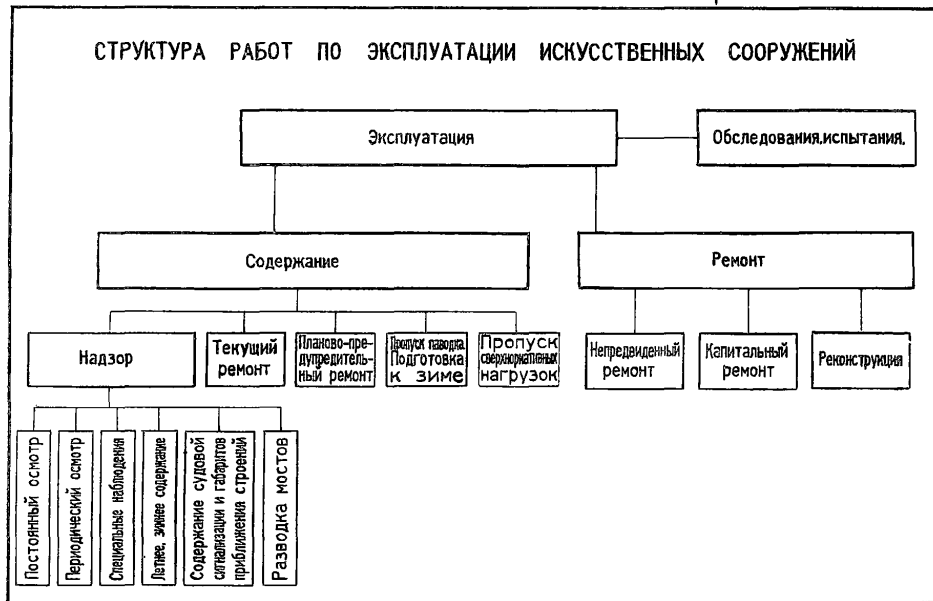 СТРУКТУРА РАБОТ ПО ЭКСПЛУАТАЦИИ ИСКУССТВЕННЫХ СООРУЖЕНИЙ
Эксплуатация
Обследования.испытания.
Содержание
Ремонт
Надзор
Текущий
ремонт
Планово-пре-
дупредитель-
ный ремонт
Пропуск паводка.
Подготовка
к зиме
Пропуск
сверхнормативных
нагрузок
Непредвиденный
ремонт
Капитальный
ремонт
Реконструкция
Постоянный осмотр
Периодический осмотр
Специальные наблюдения
Летнее, зимнее содержание
Содержание судовой
сигнализации и габаритов
приближения строений
Разводка мостов